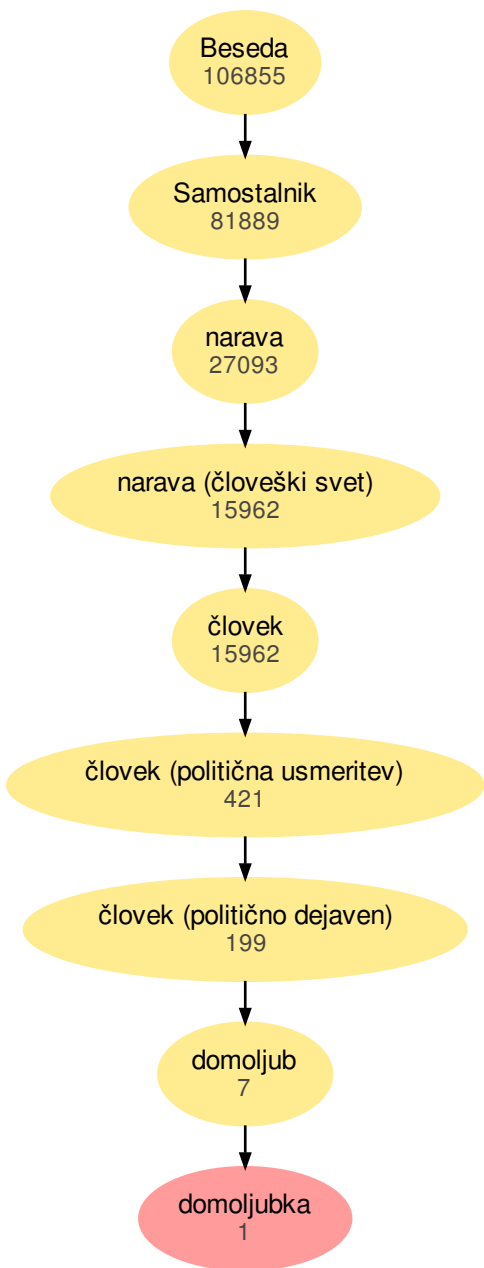 Beseda
106855
Samostalnik
81889
narava
27093
narava (človeški svet)
15962
človek
15962
človek (politična usmeritev)
421
človek (politično dejaven)
199
domoljub
7
domoljubka
1